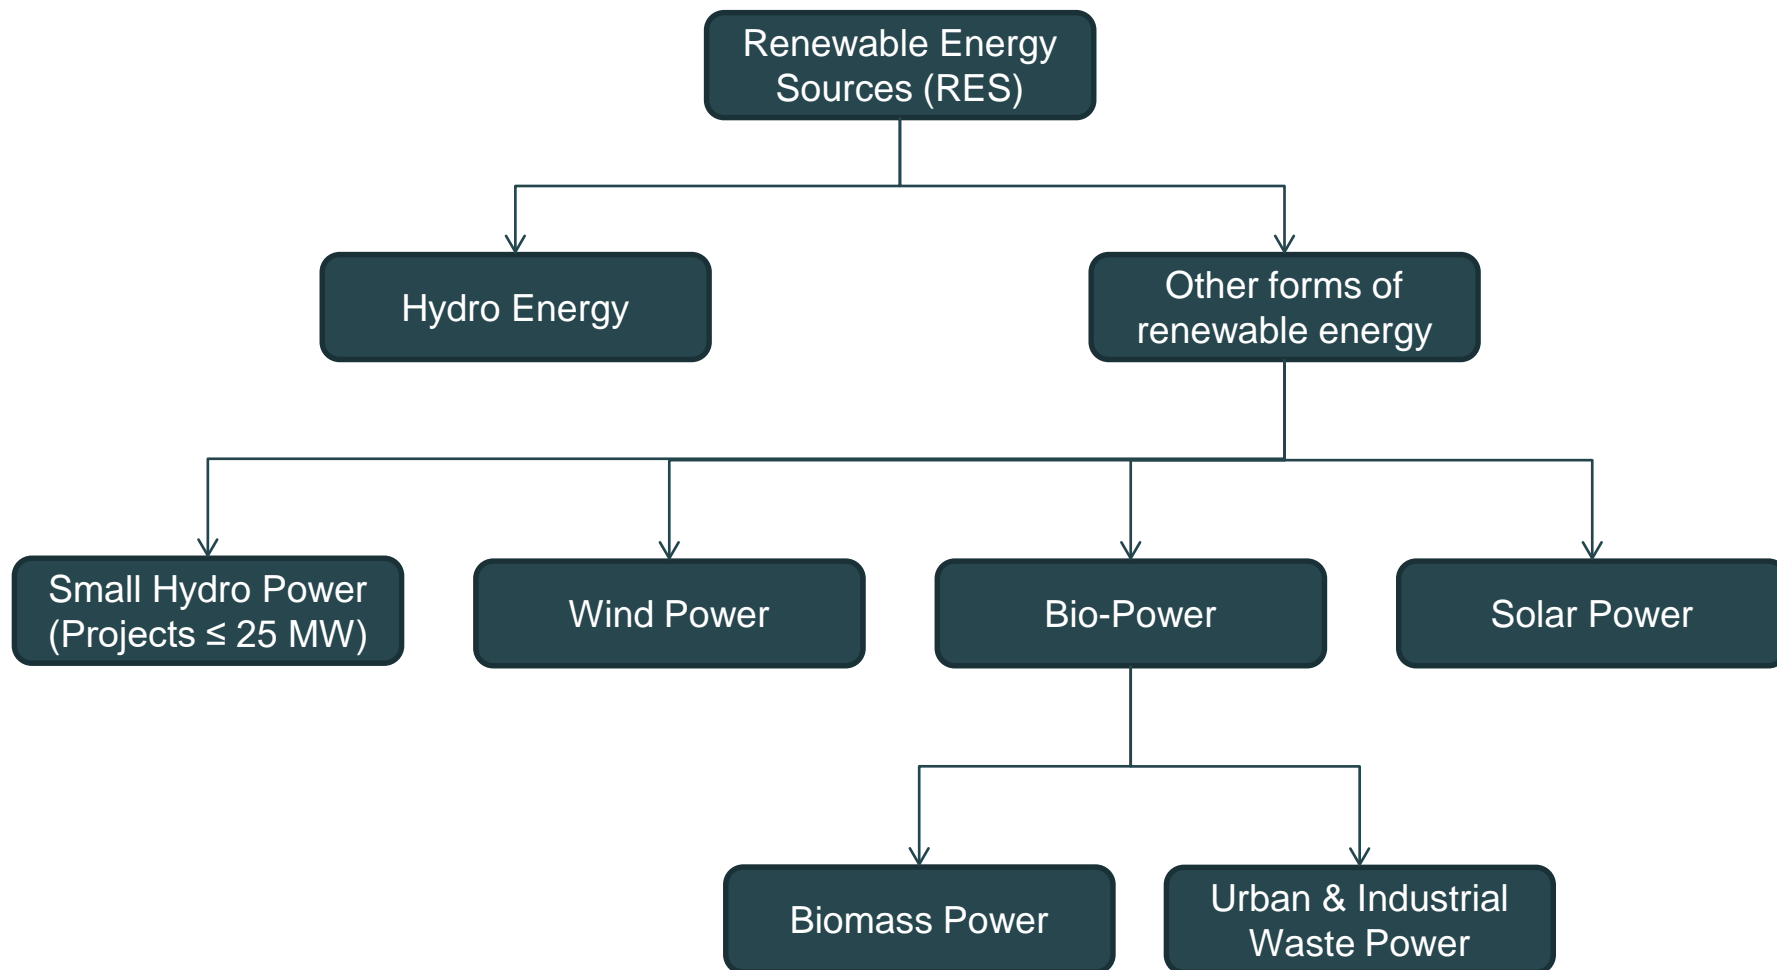 Renewable Energy
Sources (RES)
Hydro Energy
Other forms of
renewable energy
Small Hydro Power
(Projects ≤ 25 MW)
Wind Power
Bio-Power
Solar Power
Biomass Power
Urban & Industrial
Waste Power